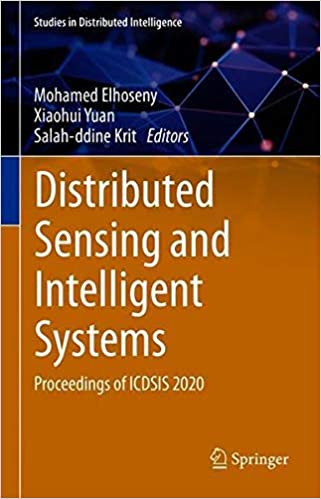 Studies in Distributed Intelligence
Mohamed Elhoseny
Xiaohui Yuan
Salah-ddine Krit Editors
Distributed
Sensing and
Intelligent
Systems
Proceedings of ICDSIS 2020
Springer